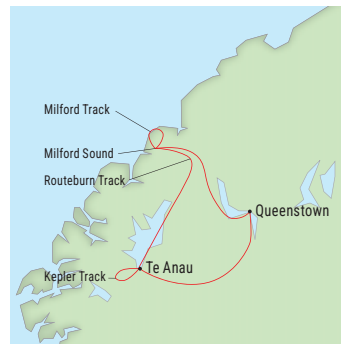 Milford Track
Milford Sound
Routeburn Track
Queenstown
Te Anau
Kepler Track